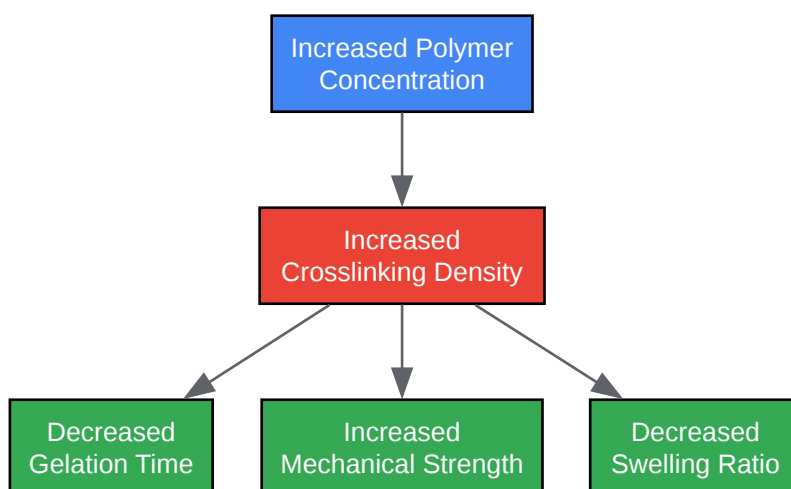 Increased Polymer
Concentration
Increased
Crosslinking Density
Decreased
Gelation Time
Increased
Mechanical Strength
Decreased
Swelling Ratio